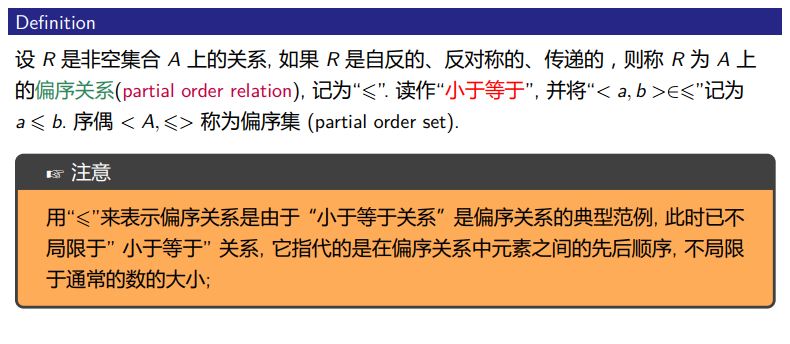 Definition
设 R 是非空集合 A 上的关系, 如果 R 是自反的、反对称的、传递的，则称 R 为 A 上
的偏序关系(partial order relation), 记为“⩽”. 读作“小于等于”, 并将“< a, b >∈⩽”记为
a ⩽ b. 序偶 < A, ⩽> 称为偏序集 (partial order set).
☞ 注意
用“⩽”来表示偏序关系是由于“小于等于关系”是偏序关系的典型范例, 此时已不
局限于” 小于等于” 关系, 它指代的是在偏序关系中元素之间的先后顺序, 不局限
于通常的数的大小;